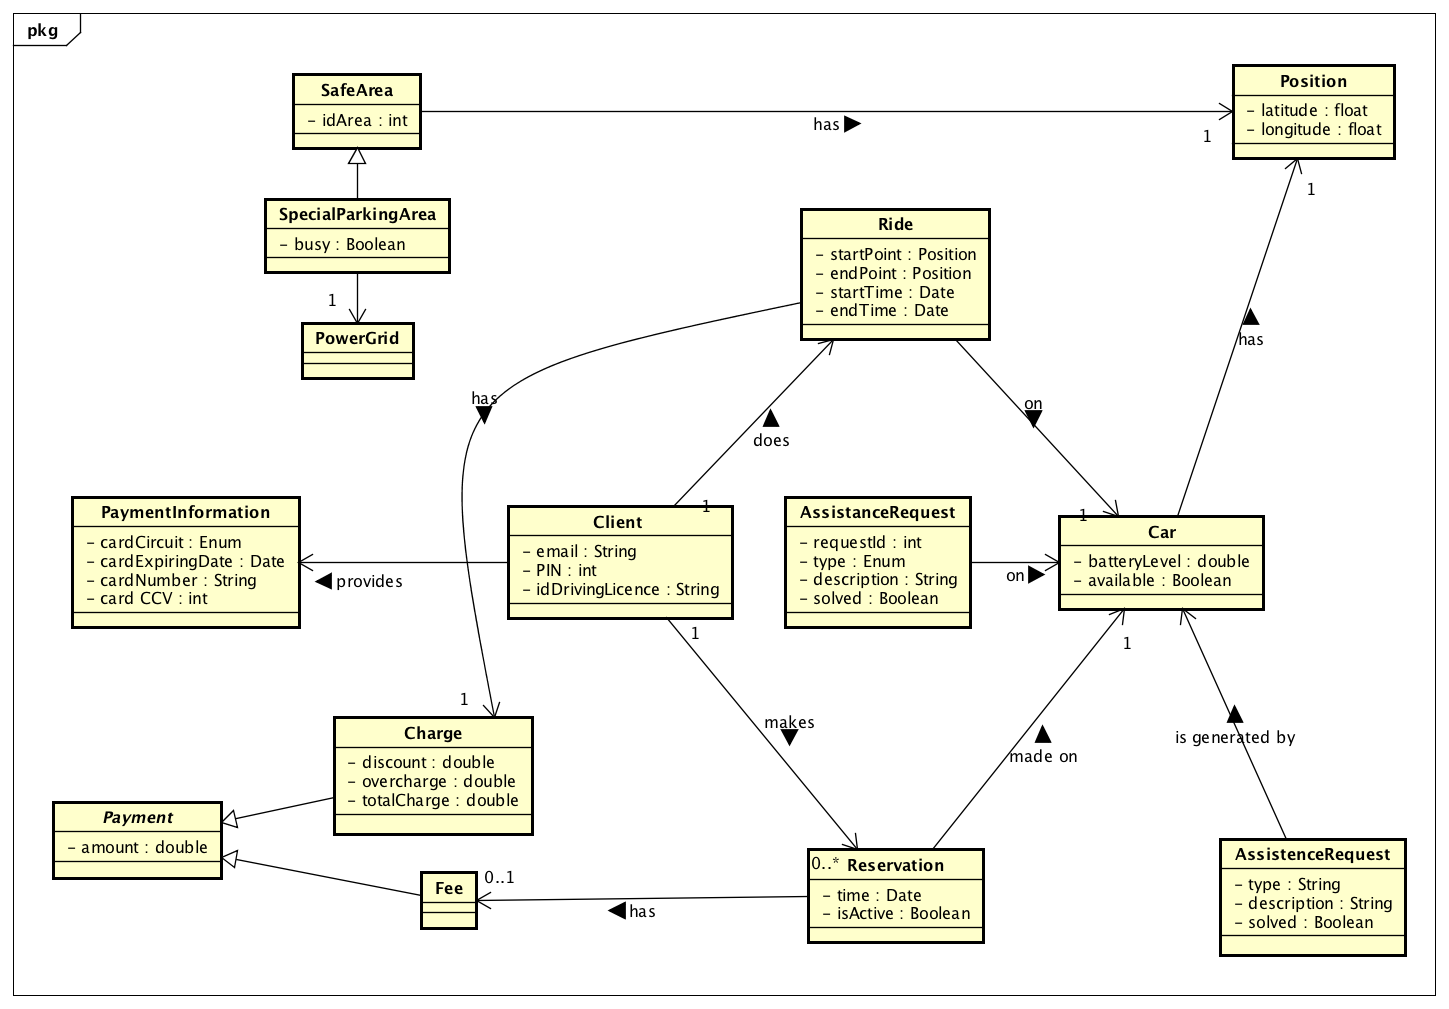 pkg
SafeArea
- idArea : int
has
1
Position
- latitude : float
- longitude : float
1
SpecialParkingArea
- busy : Boolean
1
PowerGrid
Ride
- startPoint : Position
- endPoint : Position
- startTime : Date
- endTime : Date
has
has
does
on
PaymentInformation
- cardCircuit : Enum
- cardExpiringDate : Date
- cardNumber : String
- card CCV : int
provides
1
Client
- email : String
- PIN : int
- idDrivingLicence : String
1
AssistanceRequest
- requestId : int
- type : Enum
- description : String
- solved : Boolean
on
1
Car
- batteryLevel : double
- available : Boolean
1
1
Charge
- discount : double
- overcharge : double
- totalCharge : double
makes
made on
is generated by
Payment
- amount : double
Fee
0..1
has
0..*
Reservation
- time : Date
- isActive : Boolean
AssistenceRequest
- type : String
- description : String
- solved : Boolean